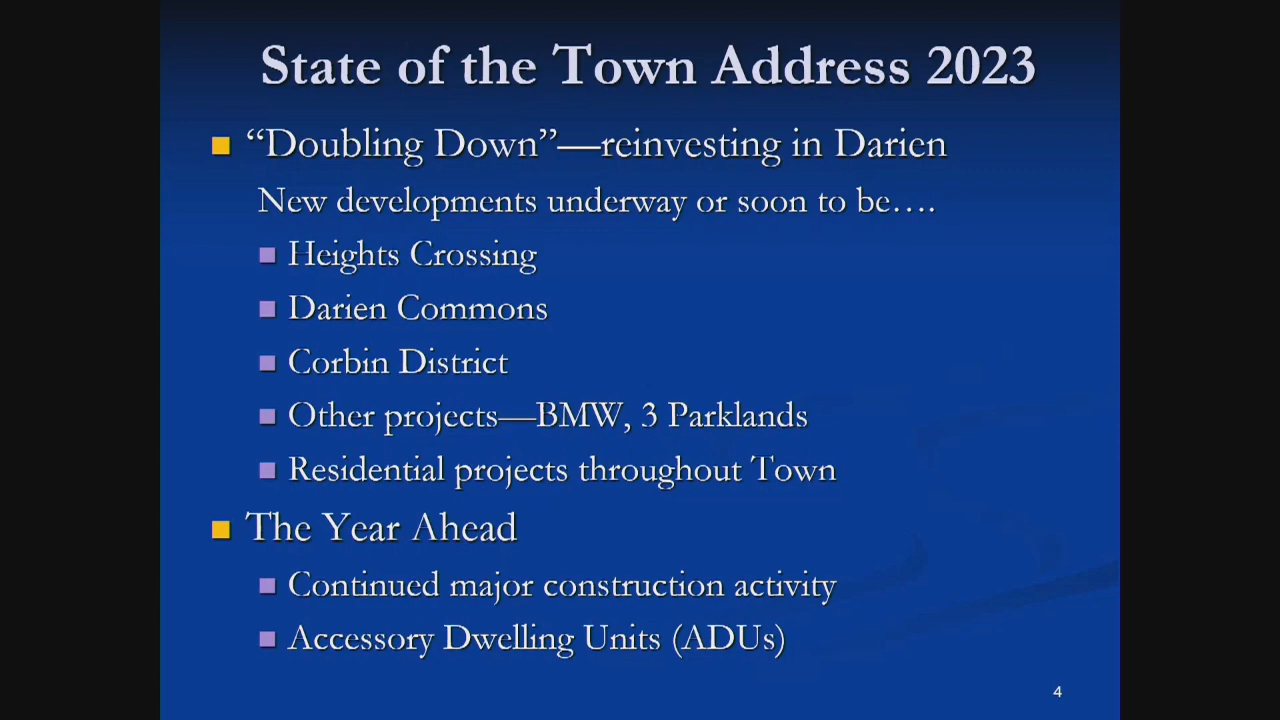 State of the Town Address 2023
“Doubling Down”—reinvesting in Darien
New developments underway or soon to be….
Heights Crossing
Darien Commons
Corbin District
Other projects—BMW, 3 Parklands
Residential projects throughout Town
The Year Ahead
Continued major construction activity
Accessory Dwelling Units (ADUs)
4